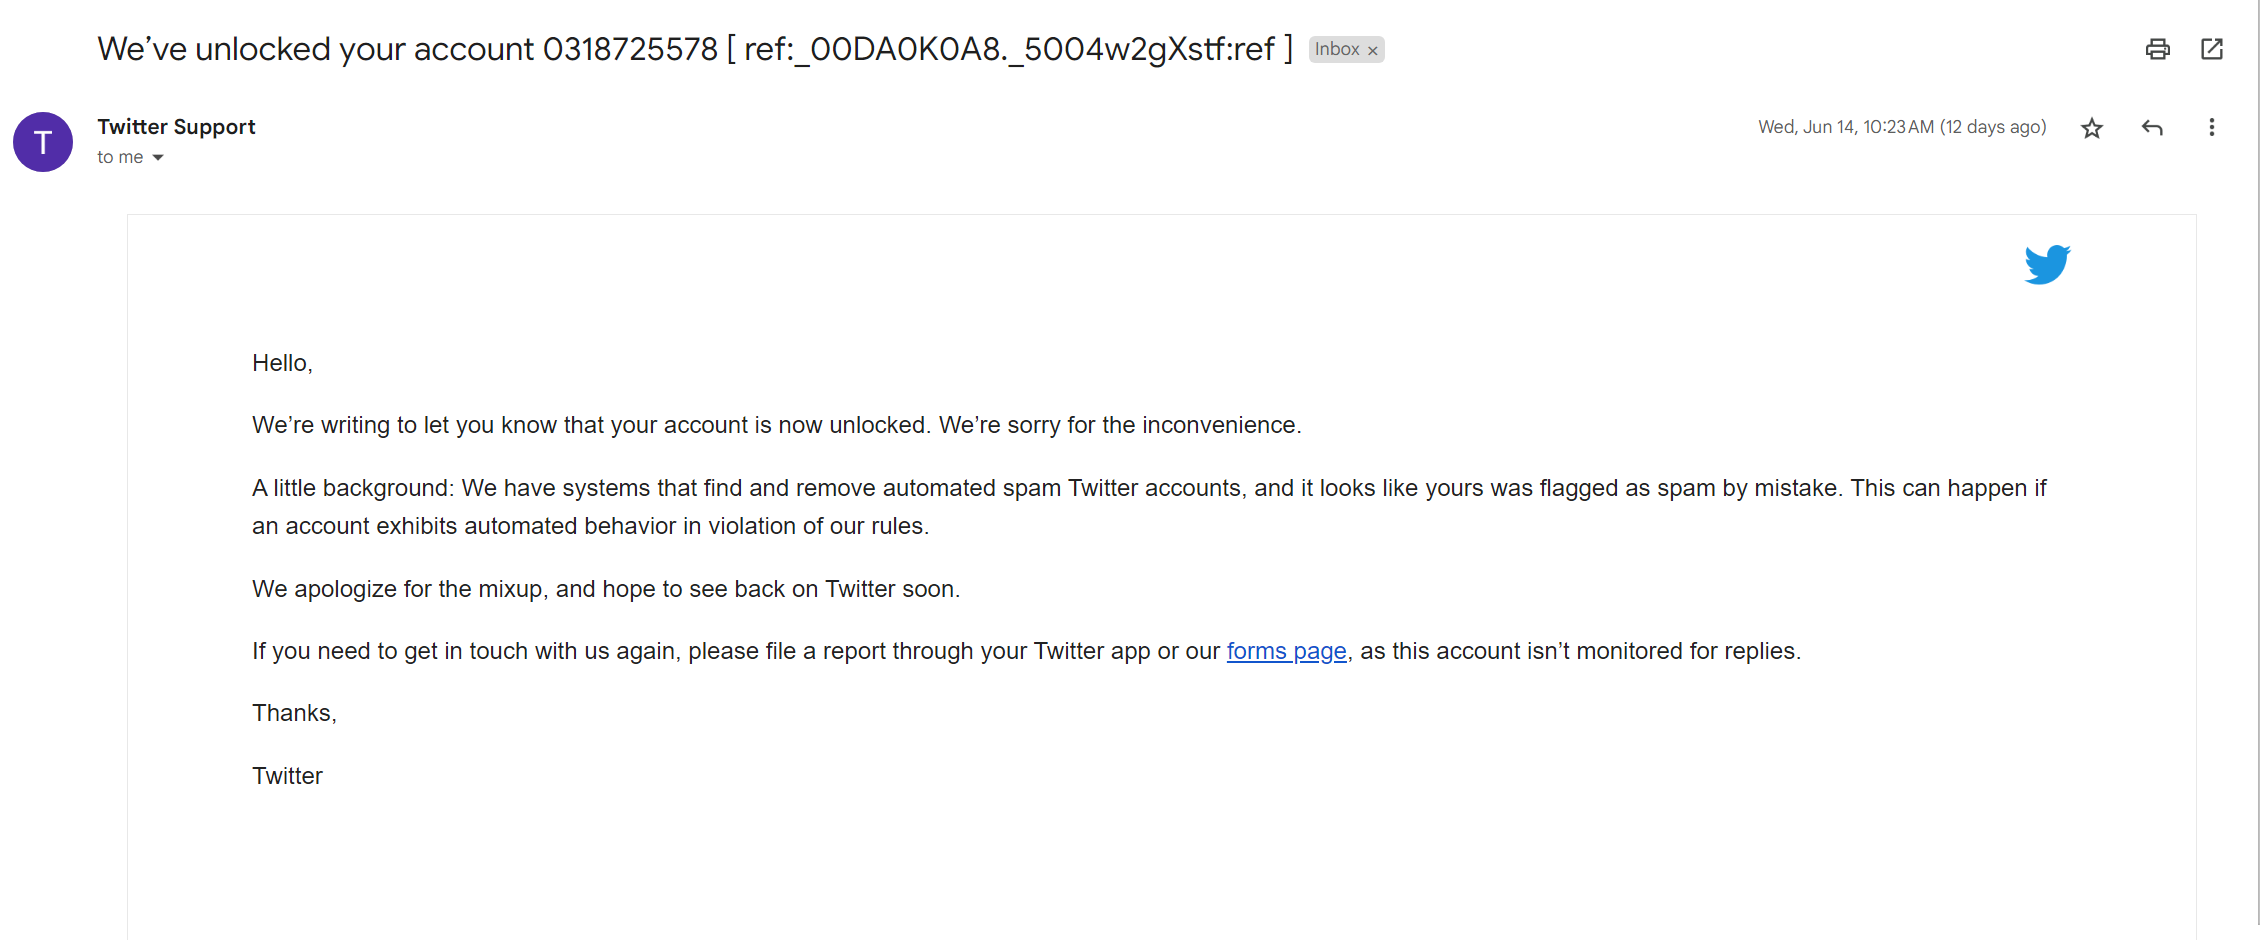 We’ve unlocked your account 0318725578 [ ref:_00DA0K0A8._5004w2gXstf:ref ] Inbox ×
T
Twitter Support
Wed, Jun 14, 10:23 AM (12 days ago)
to me
Hello,
We’re writing to let you know that your account is now unlocked. We’re sorry for the inconvenience.
A little background: We have systems that find and remove automated spam Twitter accounts, and it looks like yours was flagged as spam by mistake. This can happen if
an account exhibits automated behavior in violation of our rules.
We apologize for the mixup, and hope to see back on Twitter soon.
If you need to get in touch with us again, please file a report through your Twitter app or our forms page, as this account isn’t monitored for replies.
Thanks,
Twitter